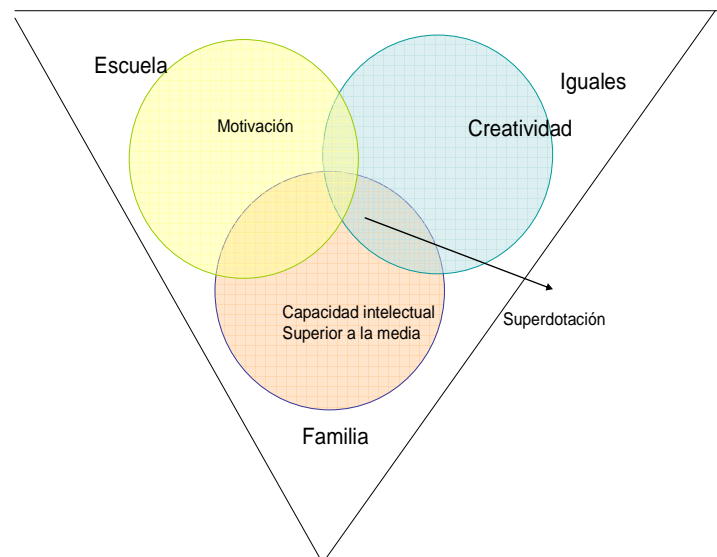 Escuela
Iguales
Motivación
Creatividad
Capacidad intelectual
Superior a la media
Superdotación
Familia